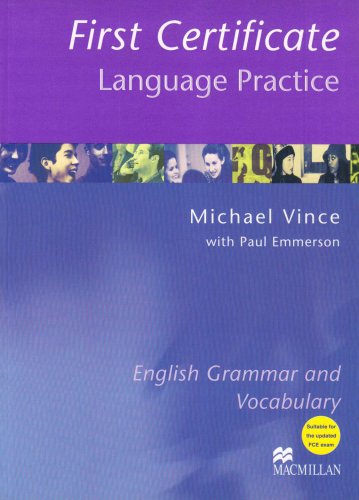 First Certificate
Language Practice
Michael Vince
with Paul Emmerson
English Grammar and
Vocabulary
Suitable for
the updated
FCE exam
MACMILLAN